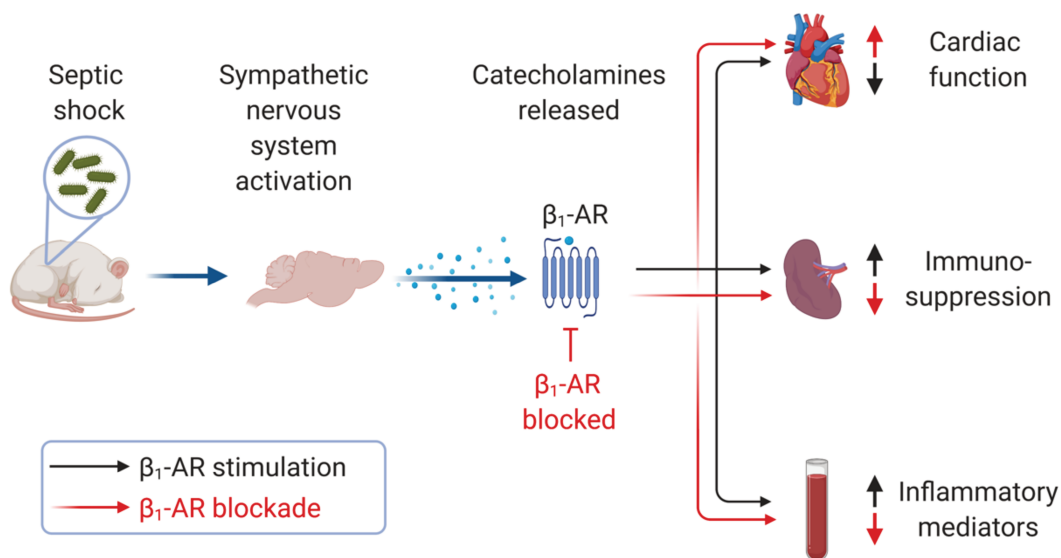 Septic
shock
Sympathetic
nervous
system
activation
Catecholamines
released
β₁-AR
β₁-AR
blocked
Cardiac
function
Immuno-
suppression
Inflammatory
mediators
β₁-AR stimulation
β₁-AR blockade